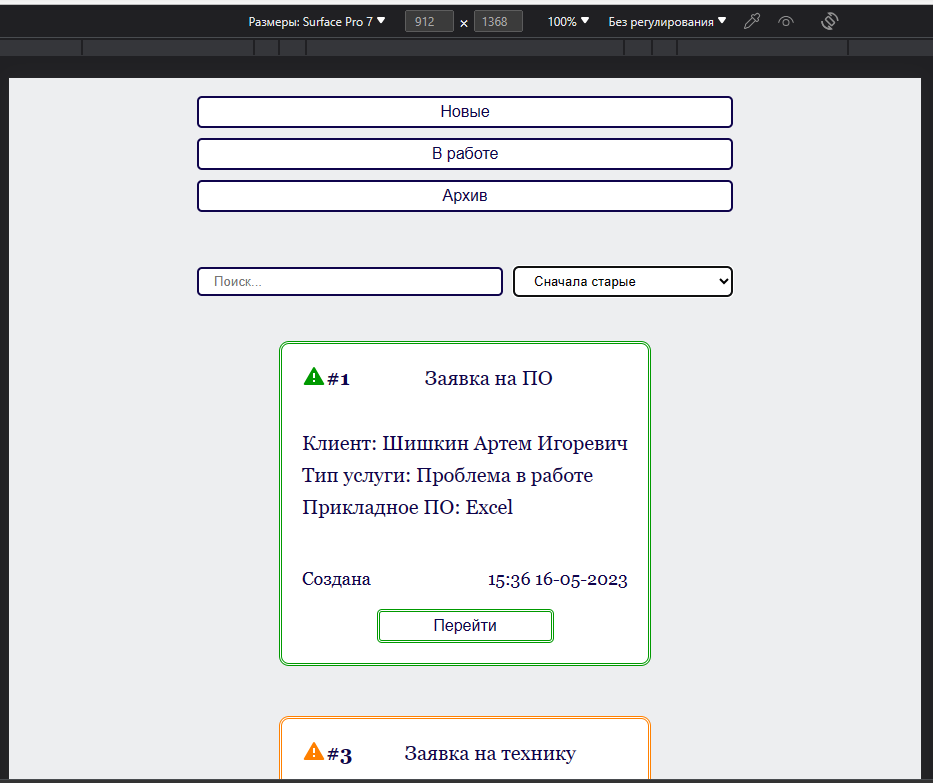 Размеры: Surface Pro 7 912 × 1368 100% Без регулирования
Новые
В работе
Архив
Поиск... Сначала старые
#1 Заявка на ПО
Клиент: Шишкин Артем Игоревич
Тип услуги: Проблема в работе
Прикладное ПО: Excel
Создана 15:36 16-05-2023
Перейти
#3 Заявка на технику